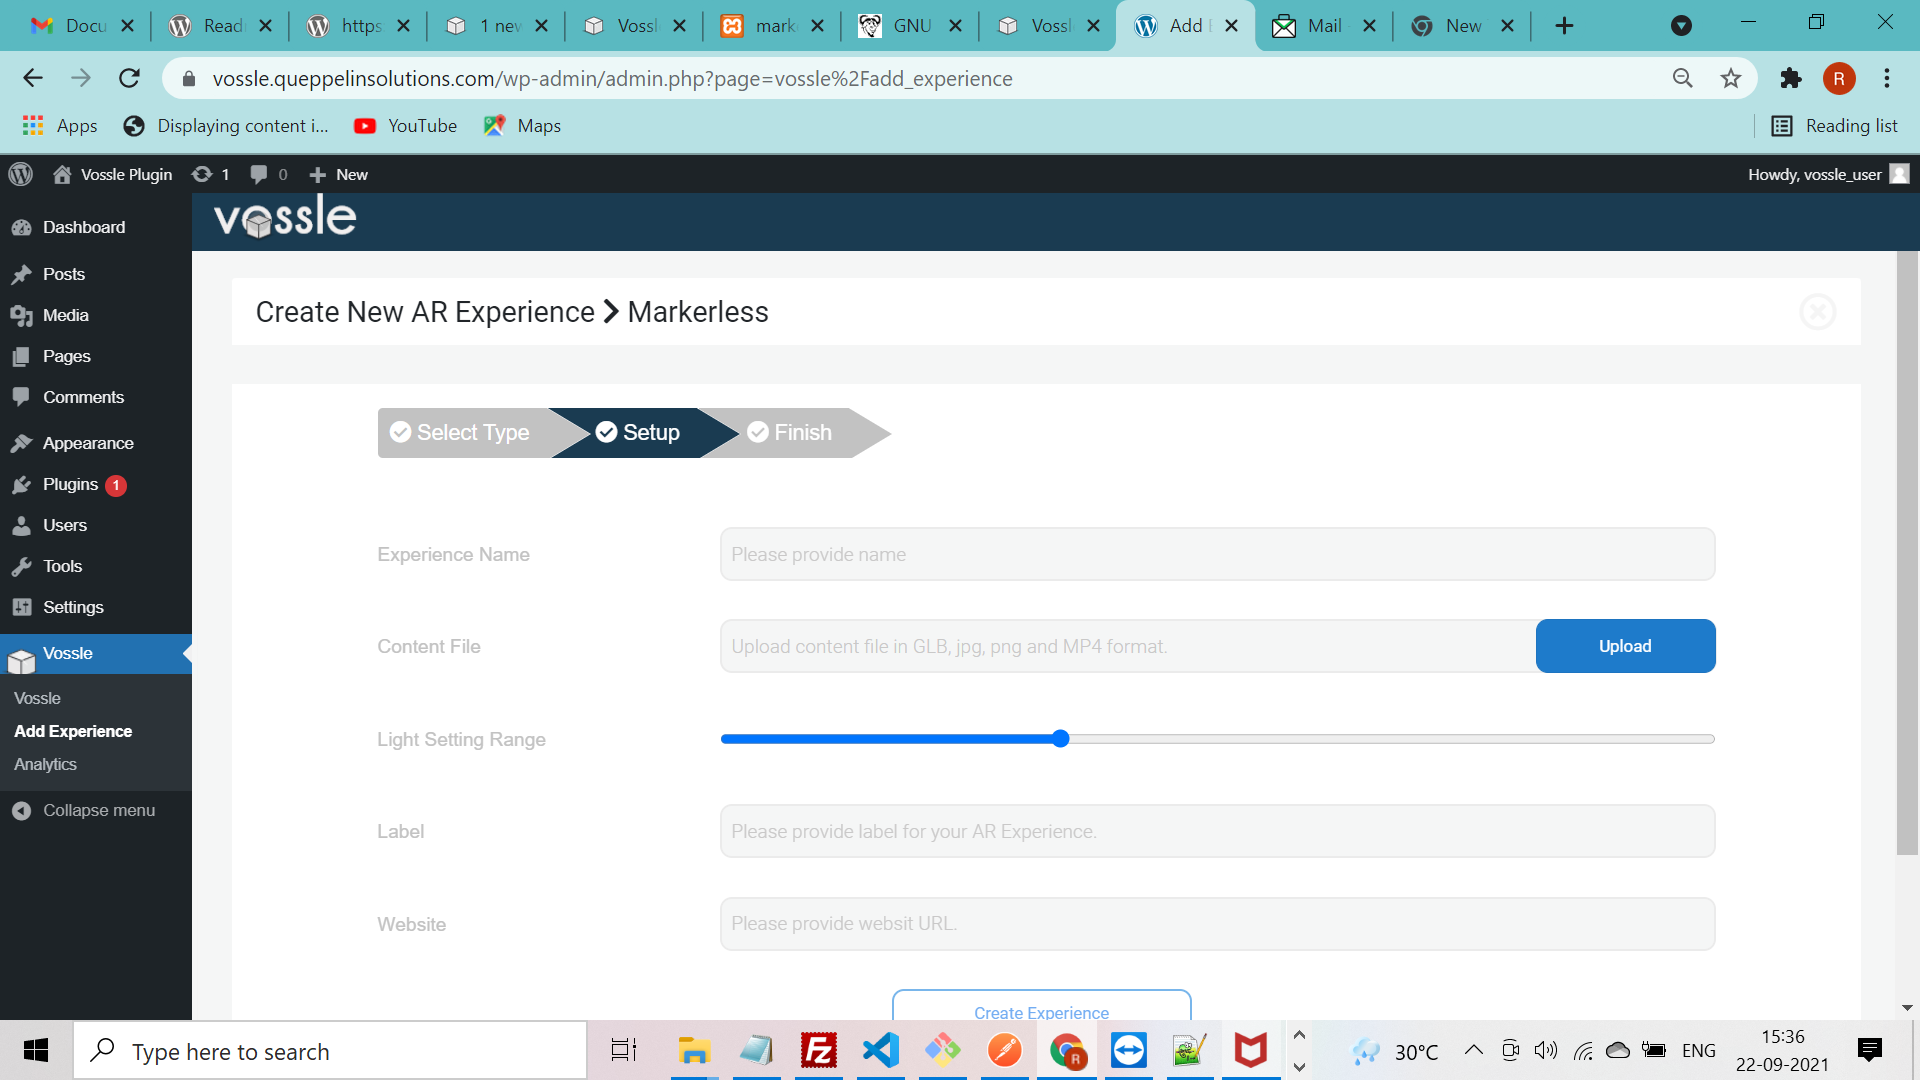 Docu
Read
https
1 new
Vossl
mark
GNU
Vossl
Add E
Mail
New
vossle.queppelinsolutions.com/wp-admin/admin.php?page=vossle%2Fadd_experience
R
Apps
Displaying content i...
YouTube
Maps
Reading list
Vossle Plugin
1
0
New
Howdy, vossle_user
Dashboard
Posts
Media
Pages
Comments
Appearance
Plugins 1
Users
Tools
Settings
Vossle
Vossle
Add Experience
Analytics
Collapse menu
vossle
Create New AR Experience > Markerless
Select Type
Setup
Finish
Experience Name
Please provide name
Content File
Upload content file in GLB, jpg, png and MP4 format.
Upload
Light Setting Range
Label
Please provide label for your AR Experience.
Website
Please provide websit URL.
Create Experience
Type here to search
FZ
R
30°C
ENG
15:36
22-09-2021